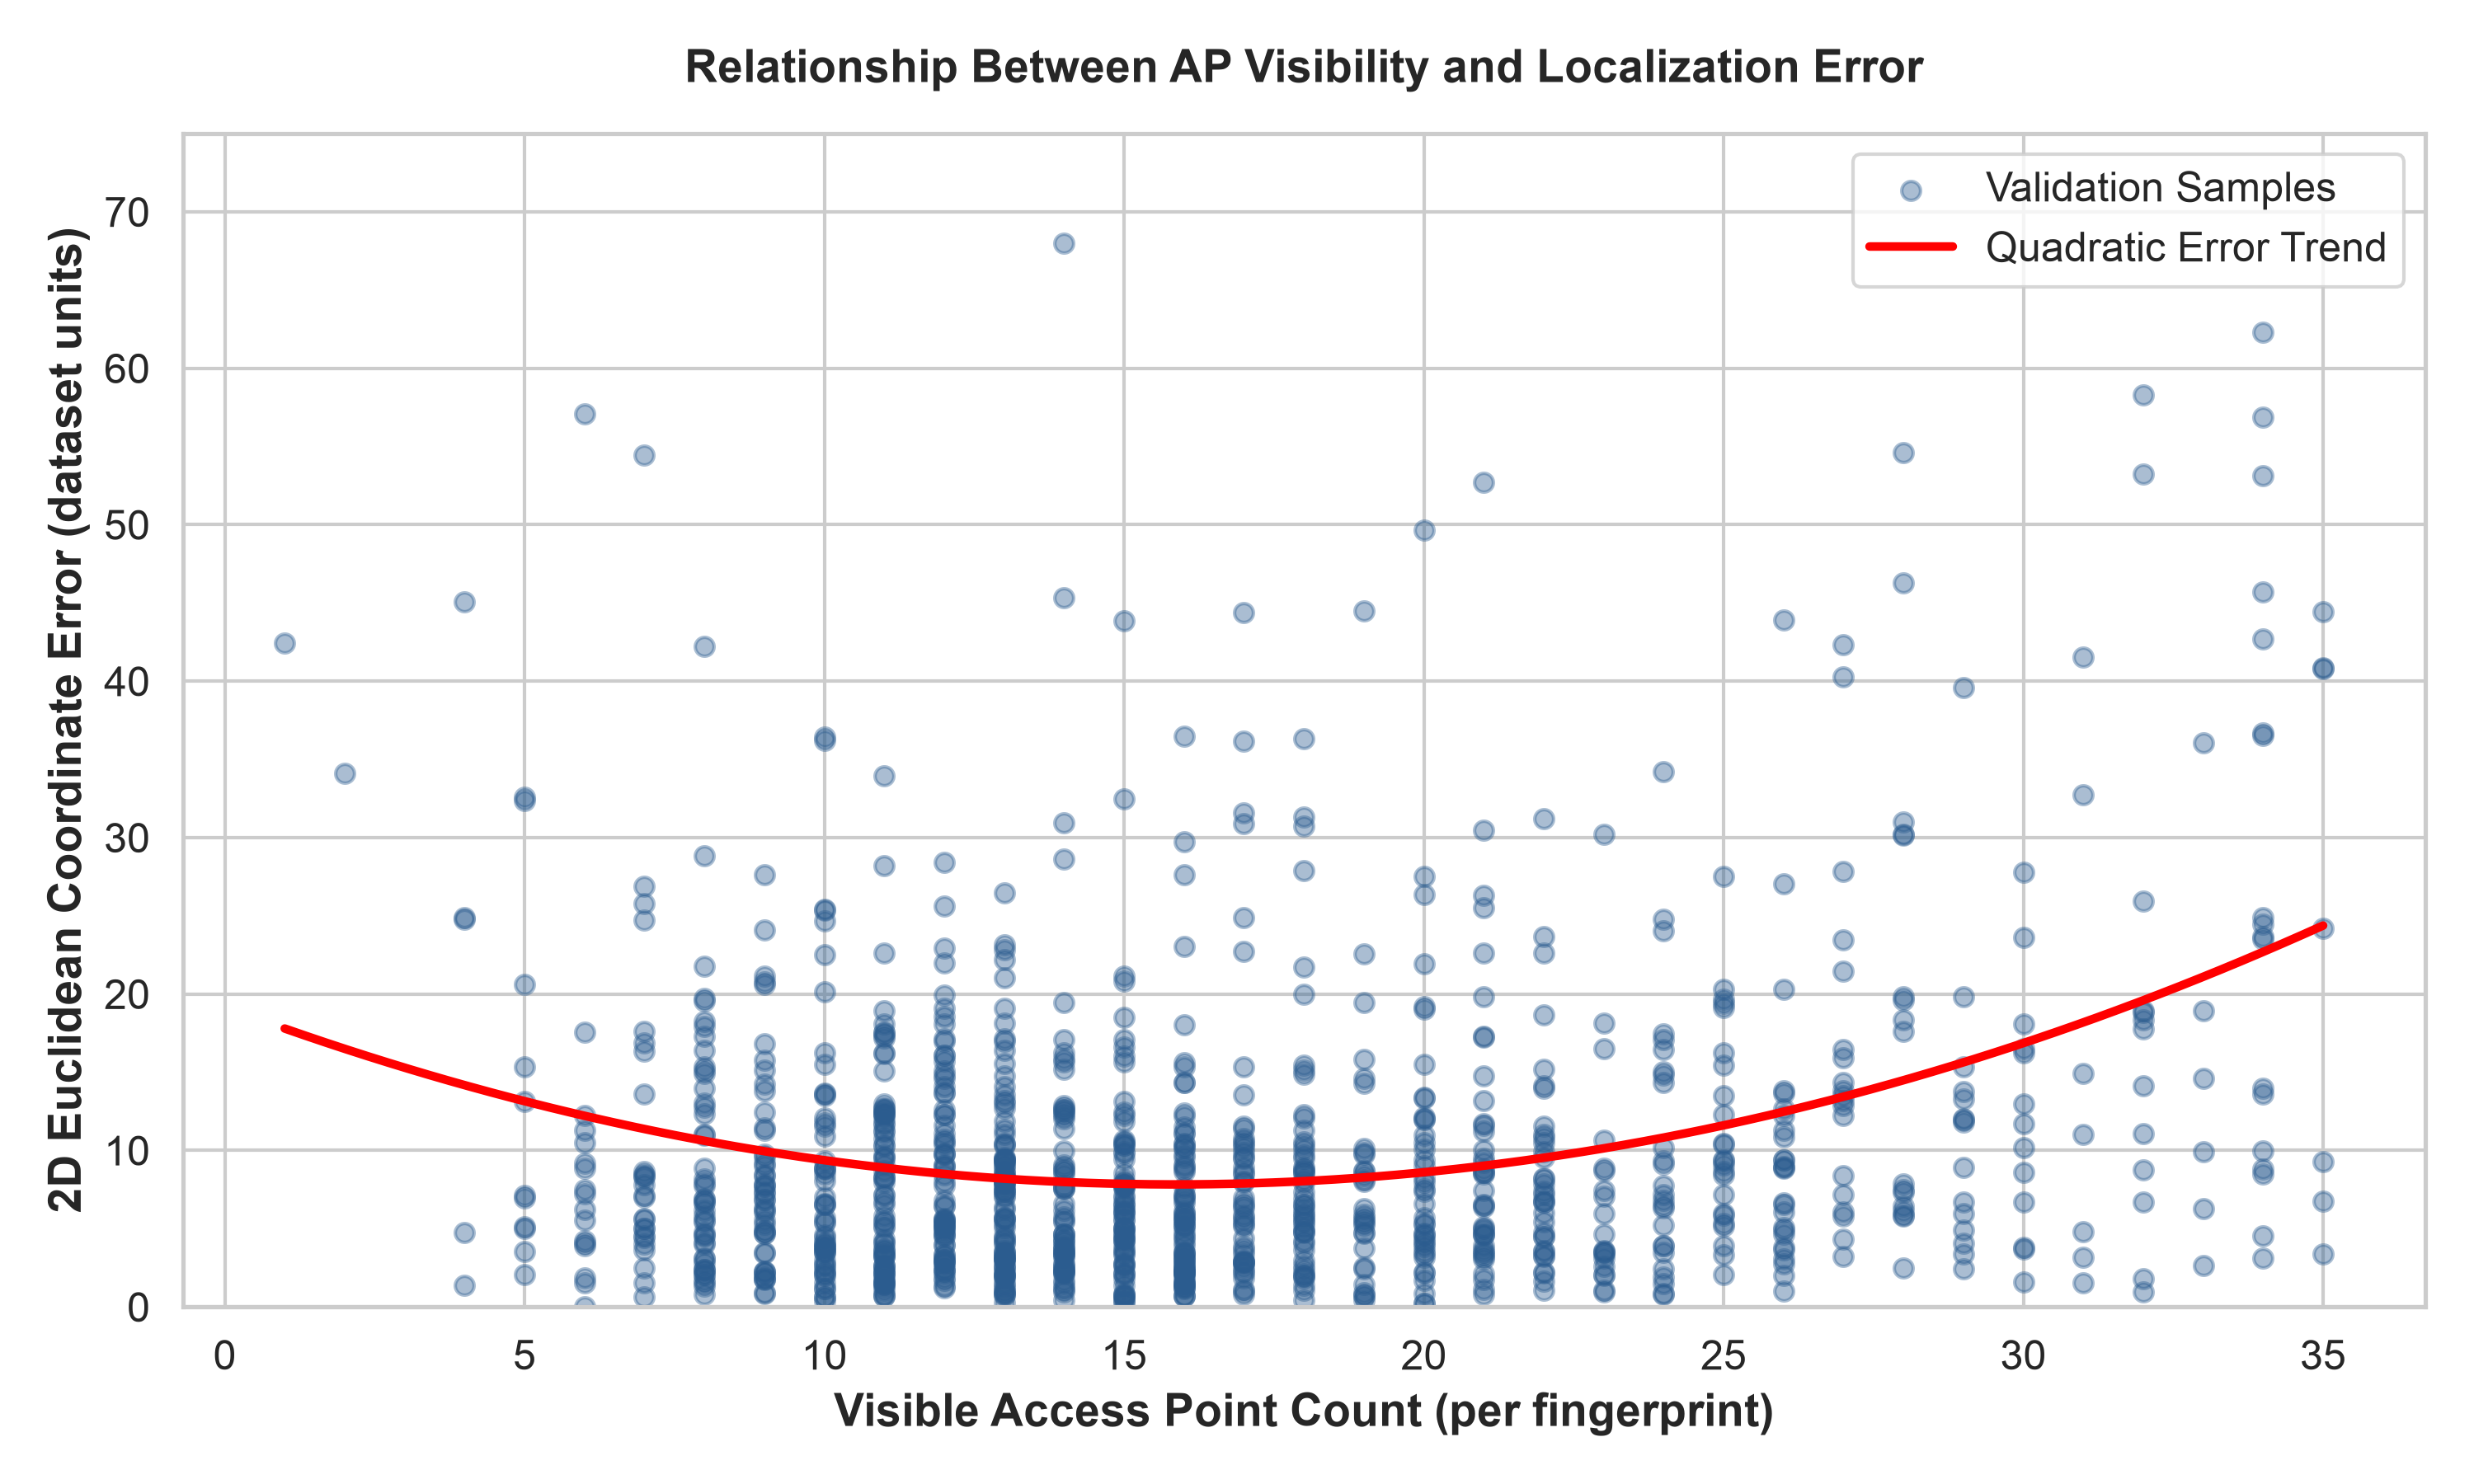 Relationship Between AP Visibility and Localization Error
Validation Samples
Quadratic Error Trend
2D Euclidean Coordinate Error (dataset units)
70
60
50
40
30
20
10
0
0 5 10 15 20 25 30 35
Visible Access Point Count (per fingerprint)